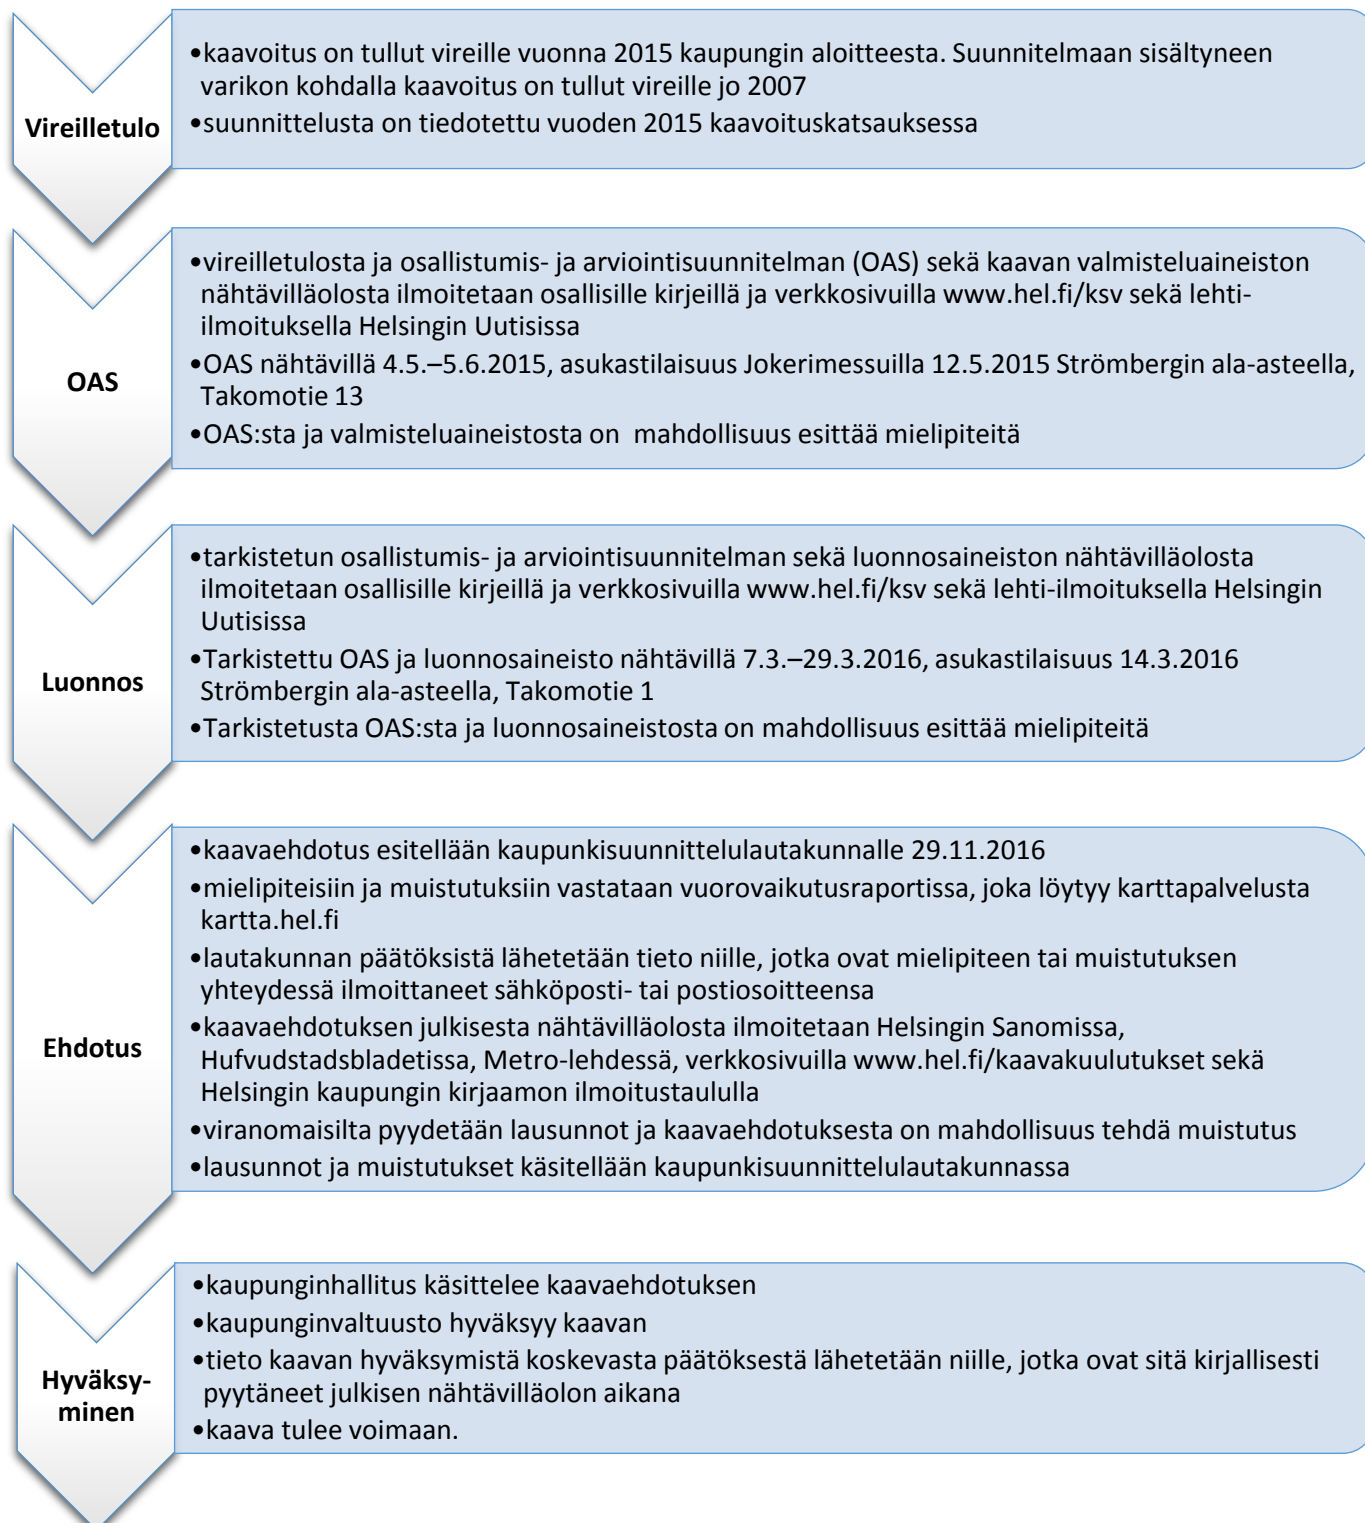 Vireilletulo
•kaavoitus on tullut vireille vuonna 2015 kaupungin aloitteesta. Suunnitelmaan sisältyneen
varikon kohdalla kaavoitus on tullut vireille jo 2007
•suunnittelusta on tiedotettu vuoden 2015 kaavoituskatsauksessa
OAS
•vireilletulosta ja osallistumis- ja arviointisuunnitelman (OAS) sekä kaavan valmisteluaineiston
nähtävilläolosta ilmoitetaan osallisille kirjeillä ja verkkosivuilla www.hel.fi/ksv sekä lehti-
ilmoituksella Helsingin Uutisissa
•OAS nähtävillä 4.5.–5.6.2015, asukastilaisuus Jokerimessuilla 12.5.2015 Strömbergin ala-asteella,
Takomotie 13
•OAS:sta ja valmisteluaineistosta on mahdollisuus esittää mielipiteitä
Luonnos
•tarkistetun osallistumis- ja arviointisuunnitelman sekä luonnosaineiston nähtävilläolosta
ilmoitetaan osallisille kirjeillä ja verkkosivuilla www.hel.fi/ksv sekä lehti-ilmoituksella Helsingin
Uutisissa
•Tarkistettu OAS ja luonnosaineisto nähtävillä 7.3.–29.3.2016, asukastilaisuus 14.3.2016
Strömbergin ala-asteella, Takomotie 1
•Tarkistetusta OAS:sta ja luonnosaineistosta on mahdollisuus esittää mielipiteitä
Ehdotus
•kaavaehdotus esitellään kaupunkisuunnittelulautakunnalle 29.11.2016
•mielipiteisiin ja muistutuksiin vastataan vuorovaikutusraportissa, joka löytyy karttapalvelusta
kartta.hel.fi
•lautakunnan päätöksistä lähetetään tieto niille, jotka ovat mielipiteen tai muistutuksen
yhteydessä ilmoittaneet sähköposti- tai postiosoitteensa
•kaavaehdotuksen julkisesta nähtävilläolosta ilmoitetaan Helsingin Sanomissa,
Hufvudstadsbladetissa, Metro-lehdessä, verkkosivuilla www.hel.fi/kaavakuulutukset sekä
Helsingin kaupungin kirjaamon ilmoitustaululla
•viranomaisilta pyydetään lausunnot ja kaavaehdotuksesta on mahdollisuus tehdä muistutus
•lausunnot ja muistutukset käsitellään kaupunkisuunnittelulautakunnassa
Hyväksy-
minen
•kaupunginhallitus käsittelee kaavaehdotuksen
•kaupunginvaltuusto hyväksyy kaavan
•tieto kaavan hyväksymistä koskevasta päätöksestä lähetetään niille, jotka ovat sitä kirjallisesti
pyytäneet julkisen nähtävilläolon aikana
•kaava tulee voimaan.